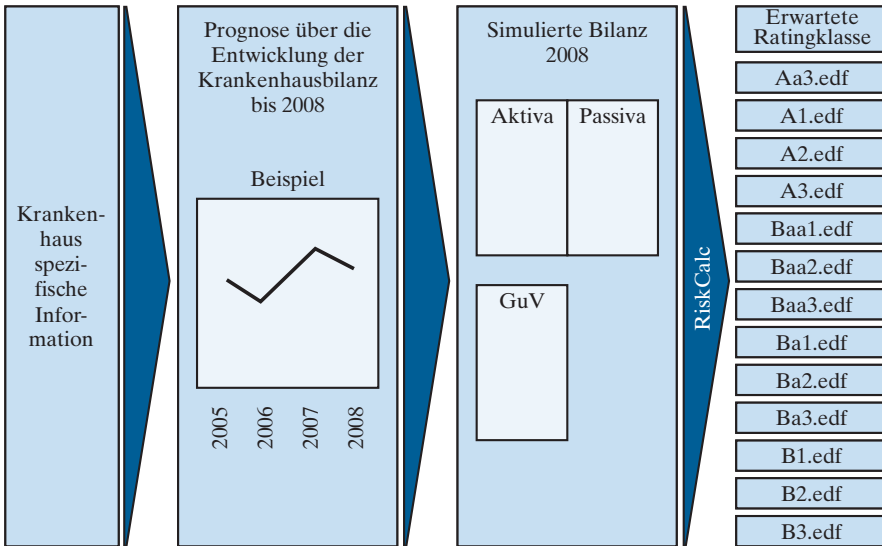 Kranken-
haus
spezi-
fische
Infor-
mation
Prognose über die
Entwicklung der
Krankenhausbilanz
bis 2008
Beispiel
2005
2006
2007
2008
Simulierte Bilanz
2008
Aktiva
Passiva
GuV
RiskCalc
Erwartete
Ratingklasse
Aa3.edf
A1.edf
A2.edf
A3.edf
Baa1.edf
Baa2.edf
Baa3.edf
Ba1.edf
Ba2.edf
Ba3.edf
B1.edf
B2.edf
B3.edf